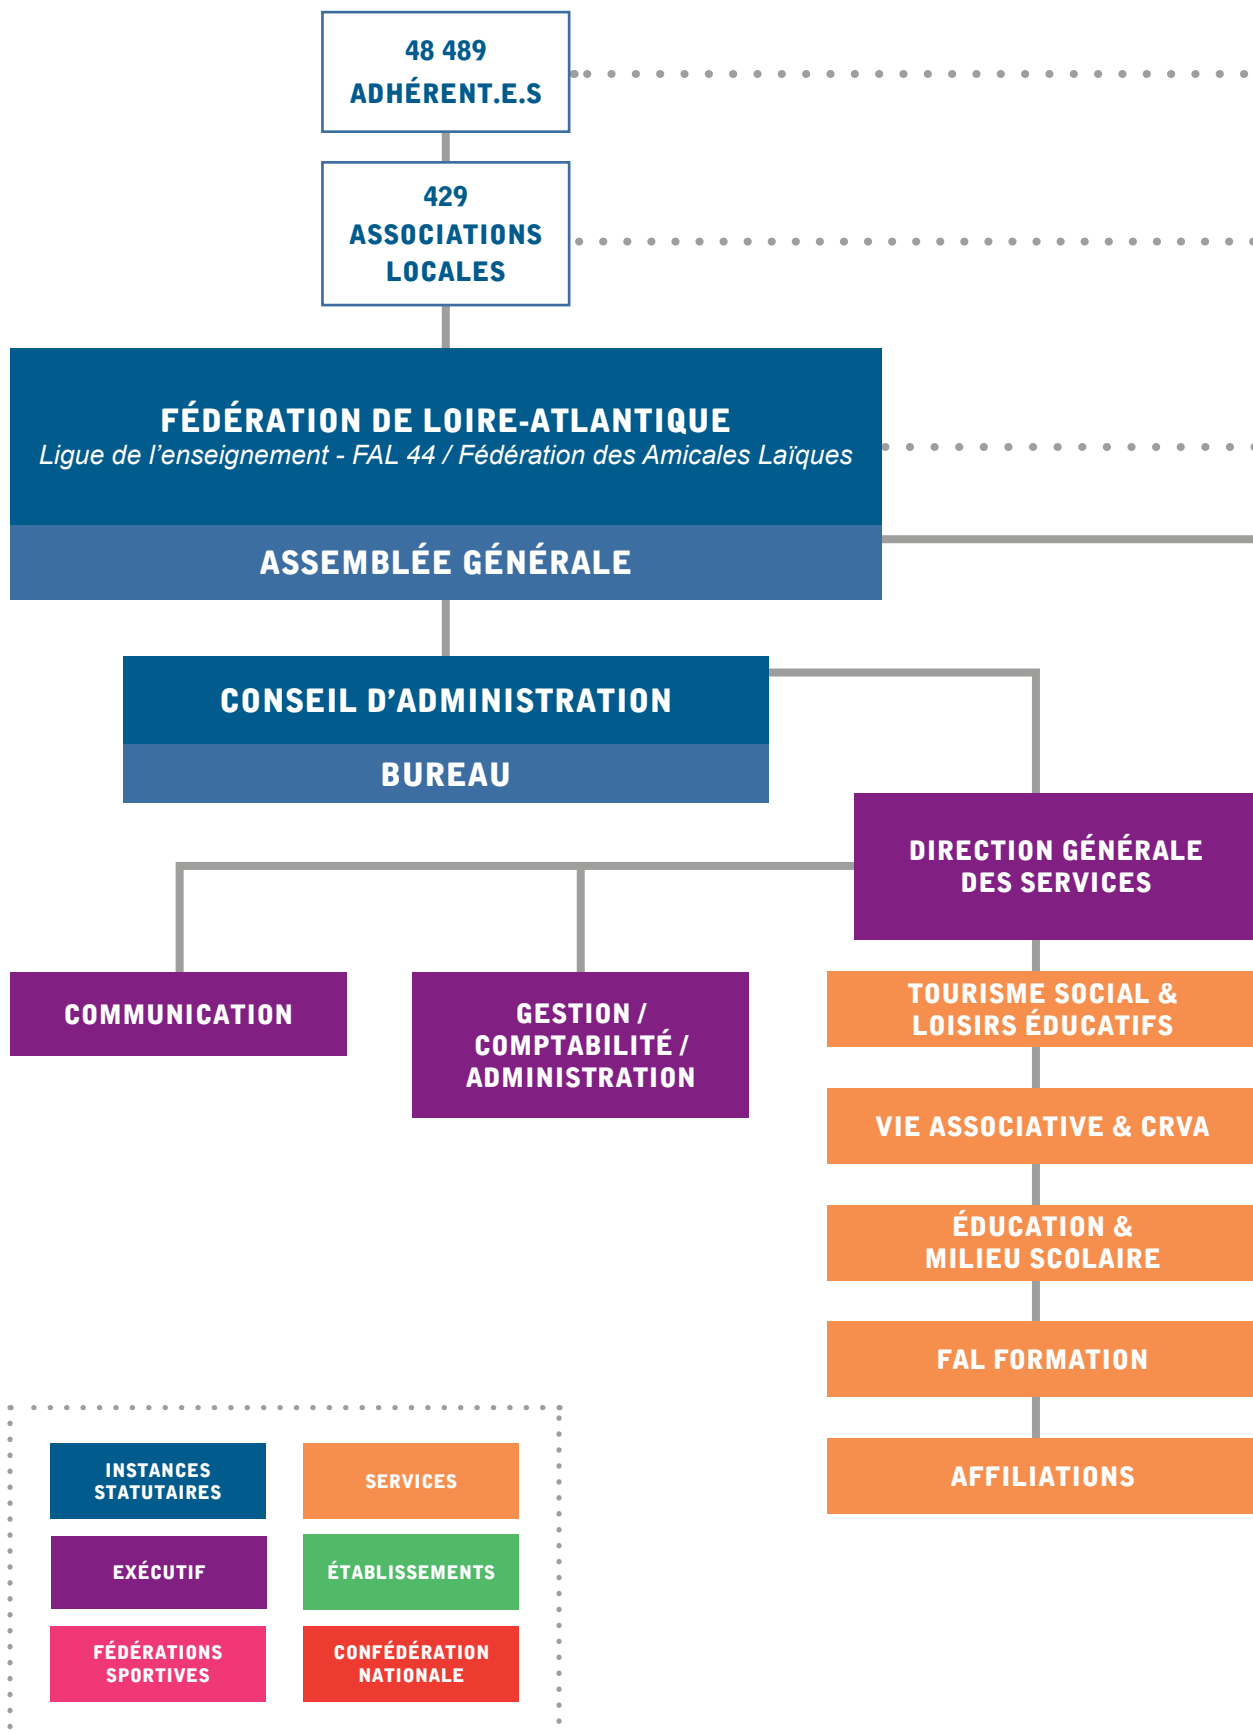 48 489
ADHÉRENT.E.S
429
ASSOCIATIONS
LOCALES
FÉDÉRATION DE LOIRE-ATLANTIQUE
Ligue de l’enseignement - FAL 44 / Fédération des Amicales Laïques
ASSEMBLÉE GÉNÉRALE
CONSEIL D’ADMINISTRATION
BUREAU
DIRECTION GÉNÉRALE
DES SERVICES
COMMUNICATION
GESTION /
COMPTABILITÉ /
ADMINISTRATION
TOURISME SOCIAL &
LOISIRS ÉDUCATIFS
VIE ASSOCIATIVE & CRVA
ÉDUCATION &
MILIEU SCOLAIRE
FAL FORMATION
AFFILIATIONS
INSTANCES
STATUTAIRES
SERVICES
EXÉCUTIF
ÉTABLISSEMENTS
FÉDÉRATIONS
SPORTIVES
CONFÉDÉRATION
NATIONALE